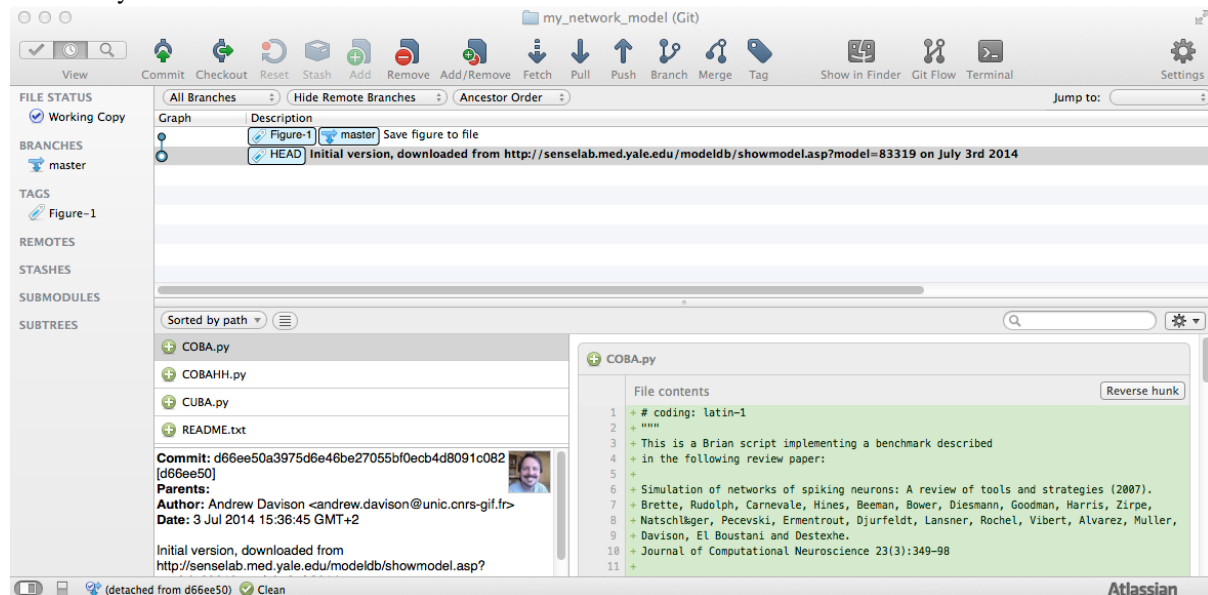 my_network_model (Git)
View Commit Checkout Reset Stash Add Remove Add/Remove Fetch Pull Push Branch Merge Tag Show in Finder Git Flow Terminal Settings
FILE STATUS
Working Copy
BRANCHES
master
TAGS
Figure-1
REMOTES
STASHES
SUBMODULES
SUBTREES
All Branches Hide Remote Branches Ancestor Order Jump to:
Graph Description
Figure-1 master Save figure to file
HEAD Initial version, downloaded from http://senselab.med.yale.edu/modeldb/showmodel.asp?model=83319 on July 3rd 2014
Sorted by path
COBA.py
COBAHH.py
CUBA.py
README.txt
Commit: d66ee50a3975d6e46be27055bf0ecb4d8091c082
[d66ee50]
Parents:
Author: Andrew Davison <andrew.davison@unic.cnrs-gif.fr>
Date: 3 Jul 2014 15:36:45 GMT+2
Initial version, downloaded from
http://senselab.med.yale.edu/modeldb/showmodel.asp?
COBA.py
File contents Reverse hunk
1 + # coding: latin-1
2 + """
3 + This is a Brian script implementing a benchmark described
4 + in the following review paper:
5 +
6 + Simulation of networks of spiking neurons: A review of tools and strategies (2007).
7 + Brette, Rudolph, Carnevale, Hines, Beeman, Bower, Diesmann, Goodman, Harris, Zirpe,
8 + Natschl&ger, Pecevski, Ermentrout, Djurfeldt, Lansner, Rochel, Vibert, Alvarez, Muller,
9 + Davison, El Boustani and Destexhe.
10 + Journal of Computational Neuroscience 23(3):349-98
11 +
(detached from d66ee50) Clean
Atlassian